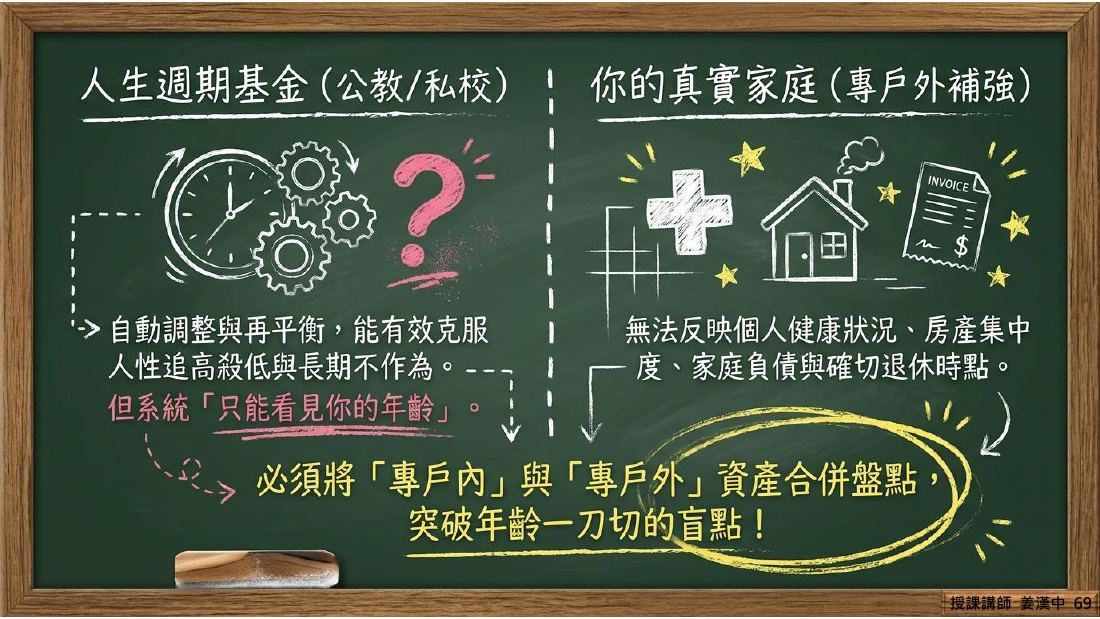 人生週期基金（公教/私校）
你的真實家庭（專戶外補強）
INVOICE
$
自動調整與再平衡，能有效克服
人性追高殺低與長期不作為。
但系統「只能看見你的年齡」。
無法反映個人健康狀況、房產集中
度、家庭負債與確切退休時點。
必須將「專戶內」與「專戶外」資產合併盤點，
突破年齡一刀切的盲點！
授課講師 姜漢中 69